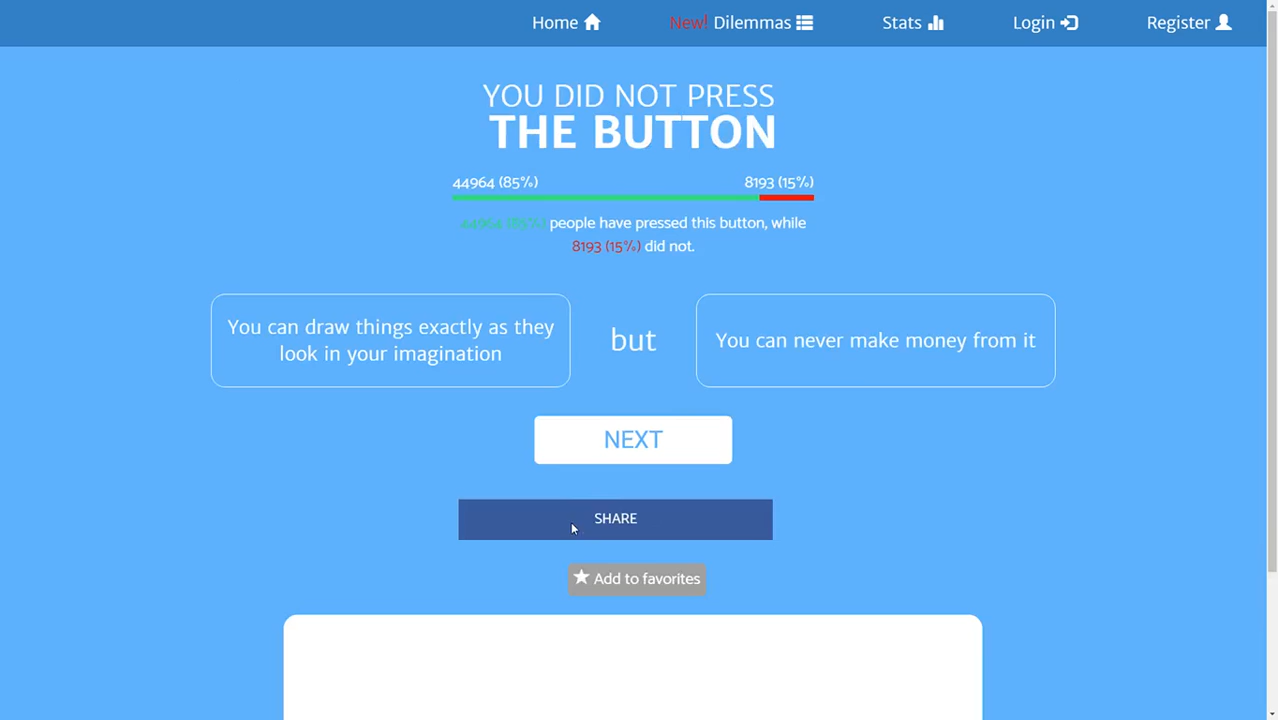 Home
New! Dilemmas
Stats
Login
Register
YOU DID NOT PRESS
THE BUTTON
44964 (85%)
8193 (15%)
44964 (85%) people have pressed this button, while
8193 (15%) did not.
You can draw things exactly as they
look in your imagination
but
You can never make money from it
NEXT
SHARE
Add to favorites